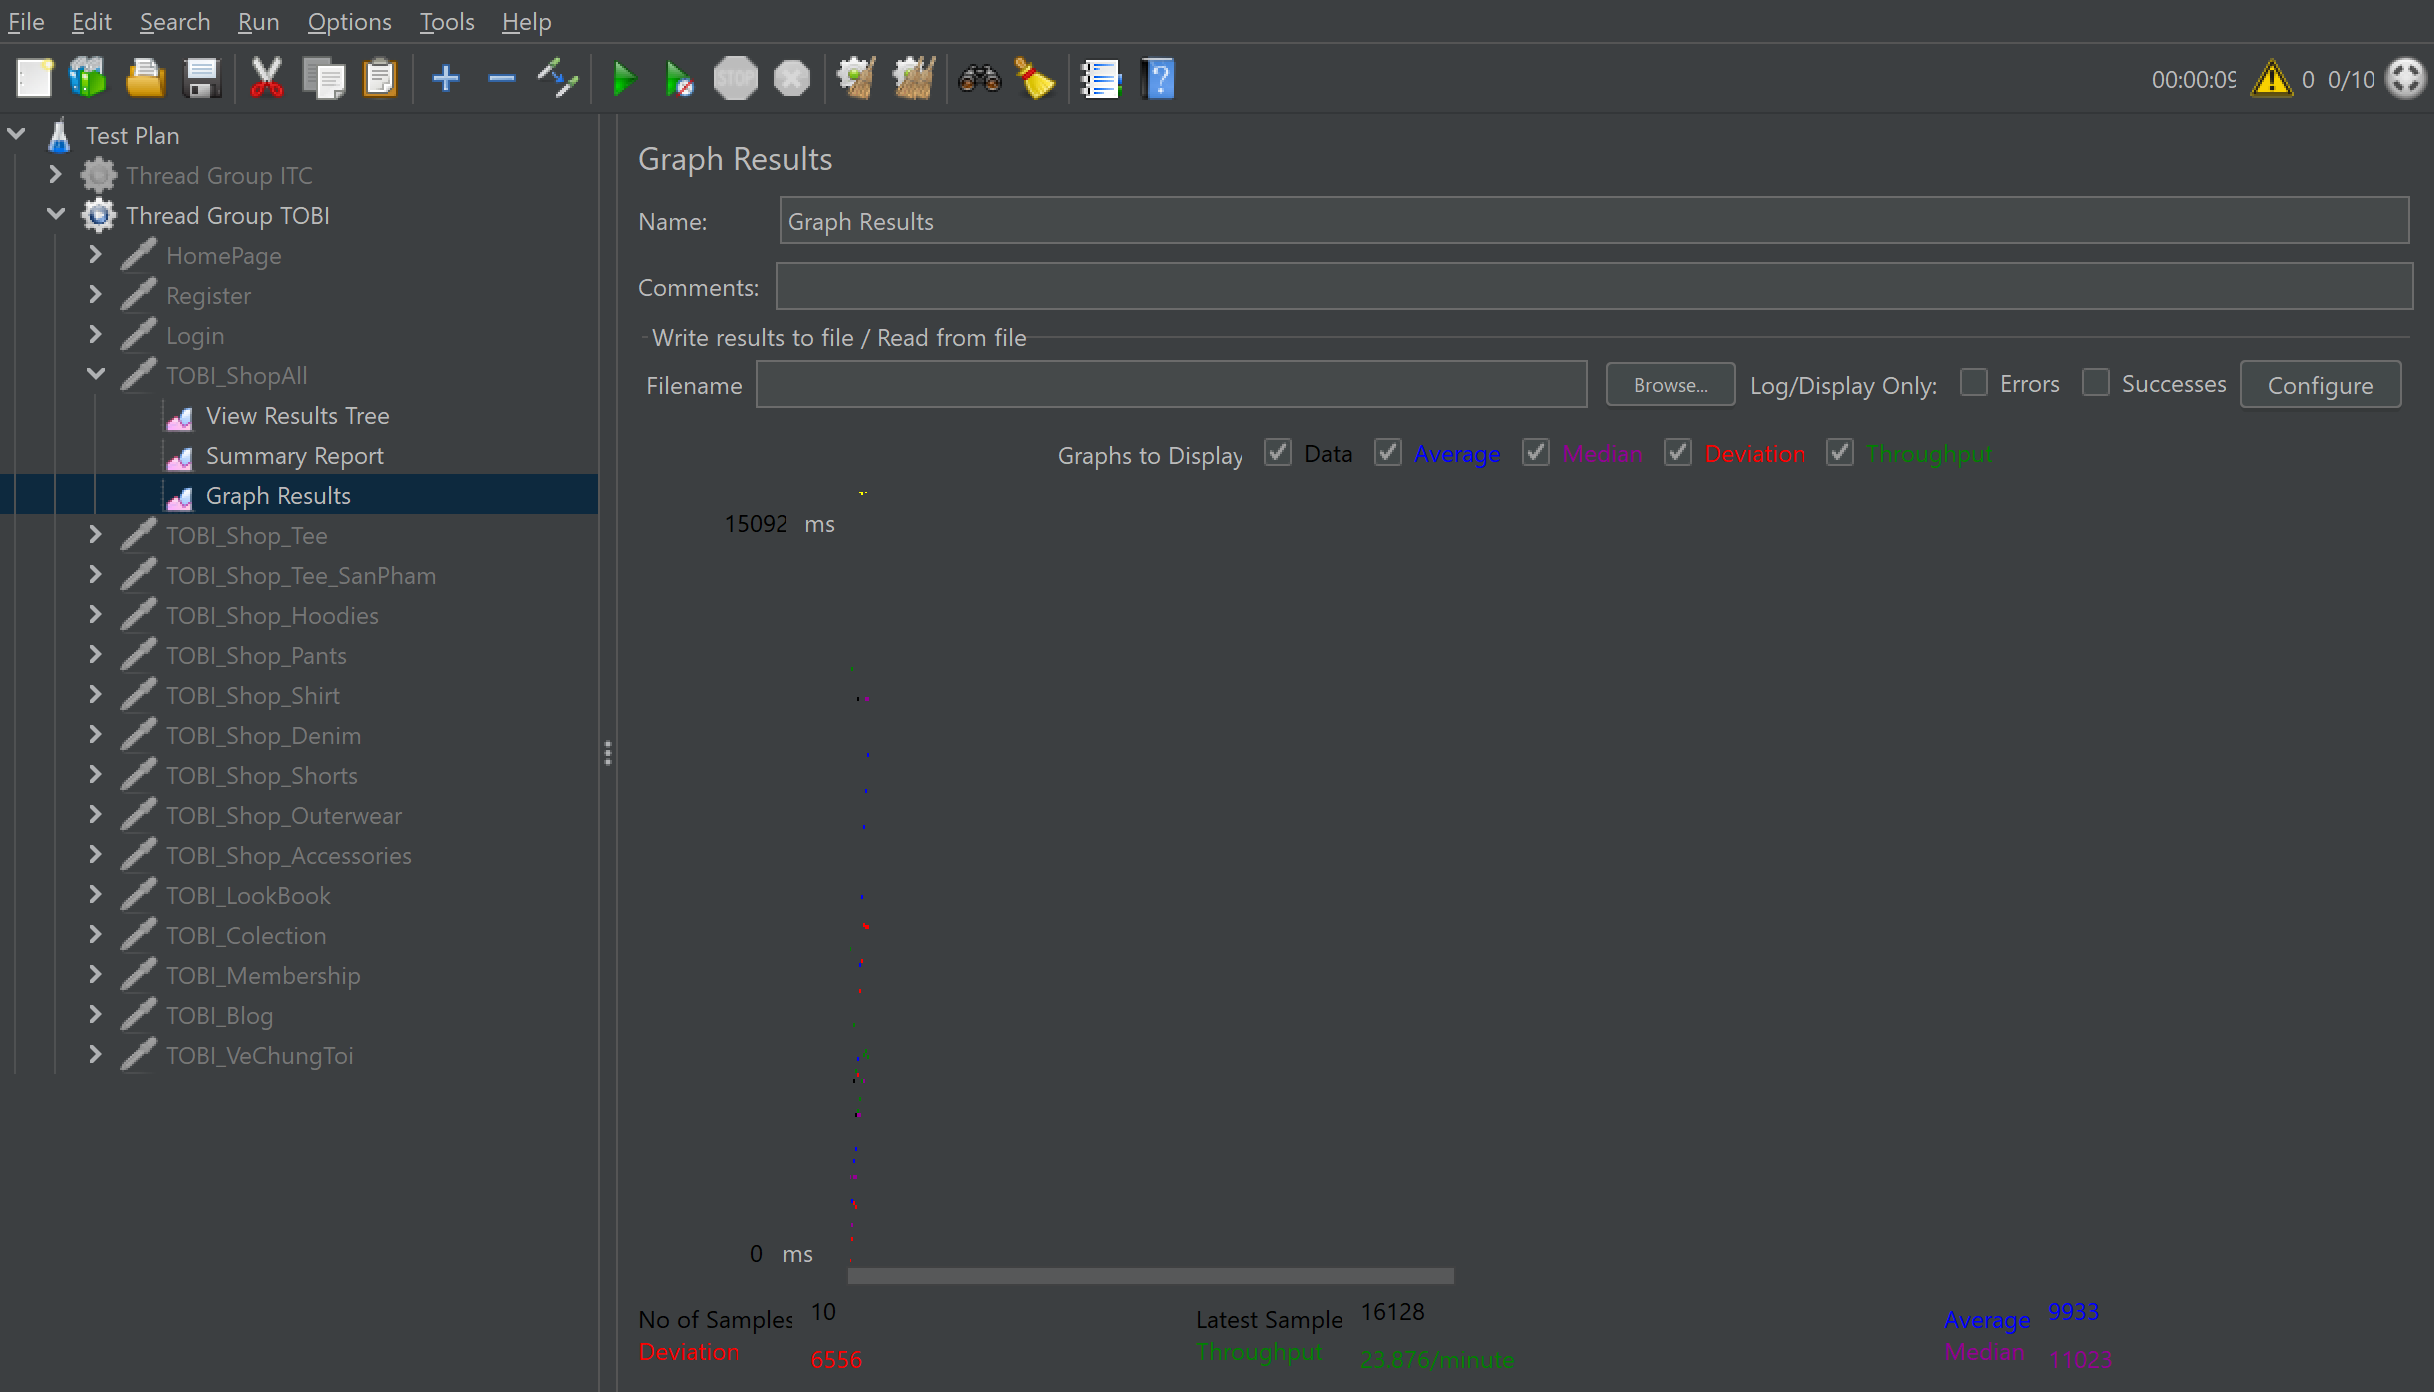 File Edit Search Run Options Tools Help
STOP
00:00:09 0 0/10
Test Plan
Thread Group ITC
Thread Group TOBI
HomePage
Register
Login
TOBI_ShopAll
View Results Tree
Summary Report
Graph Results
TOBI_Shop_Tee
TOBI_Shop_Tee_SanPham
TOBI_Shop_Hoodies
TOBI_Shop_Pants
TOBI_Shop_Shirt
TOBI_Shop_Denim
TOBI_Shop_Shorts
TOBI_Shop_Outerwear
TOBI_Shop_Accessories
TOBI_LookBook
TOBI_Colection
TOBI_Membership
TOBI_Blog
TOBI_VeChungToi
Graph Results
Name: Graph Results
Comments:
Write results to file / Read from file
Filename Browse... Log/Display Only: Errors Successes Configure
Graphs to Display Data Average Median Deviation Throughput
15092 ms
0 ms
No of Samples 10 Latest Sample 16128 Average 9933
Deviation 6556 Throughput 23.876/minute Median 11023